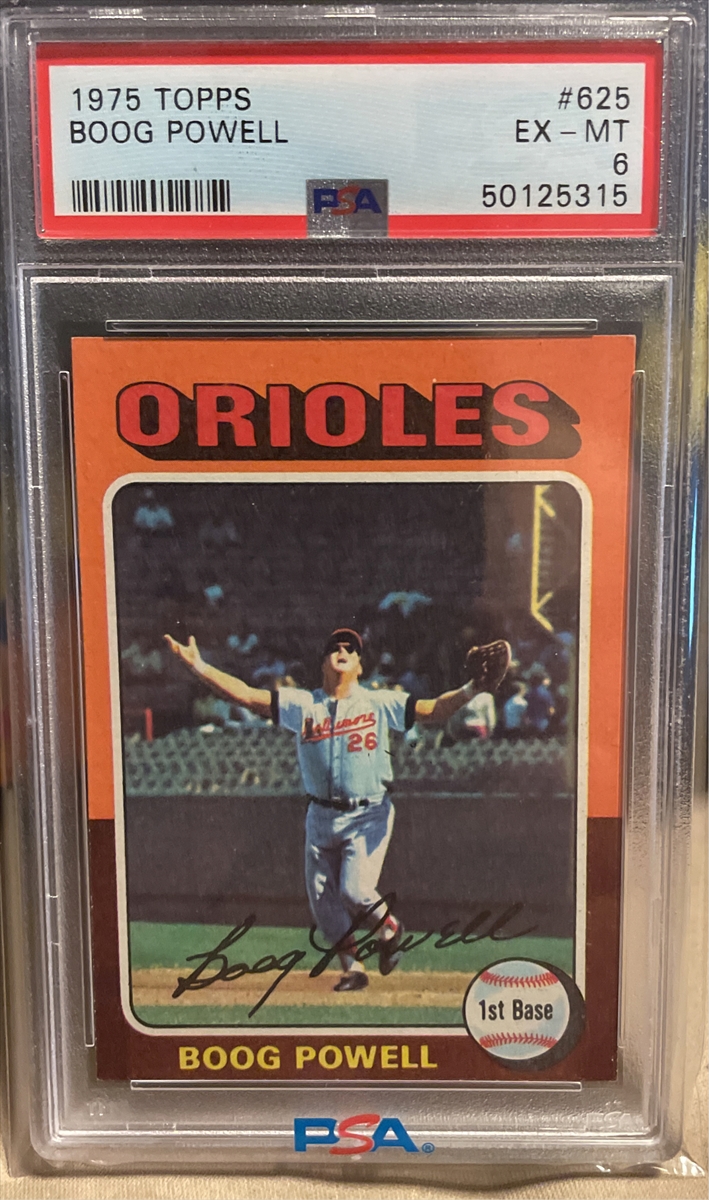 1975 TOPPS #625
BOOG POWELL EX - MT
6
50125315
PSA
ORIOLES
Baltimore
26
Boog Powell
1st Base
BOOG POWELL
PSA®